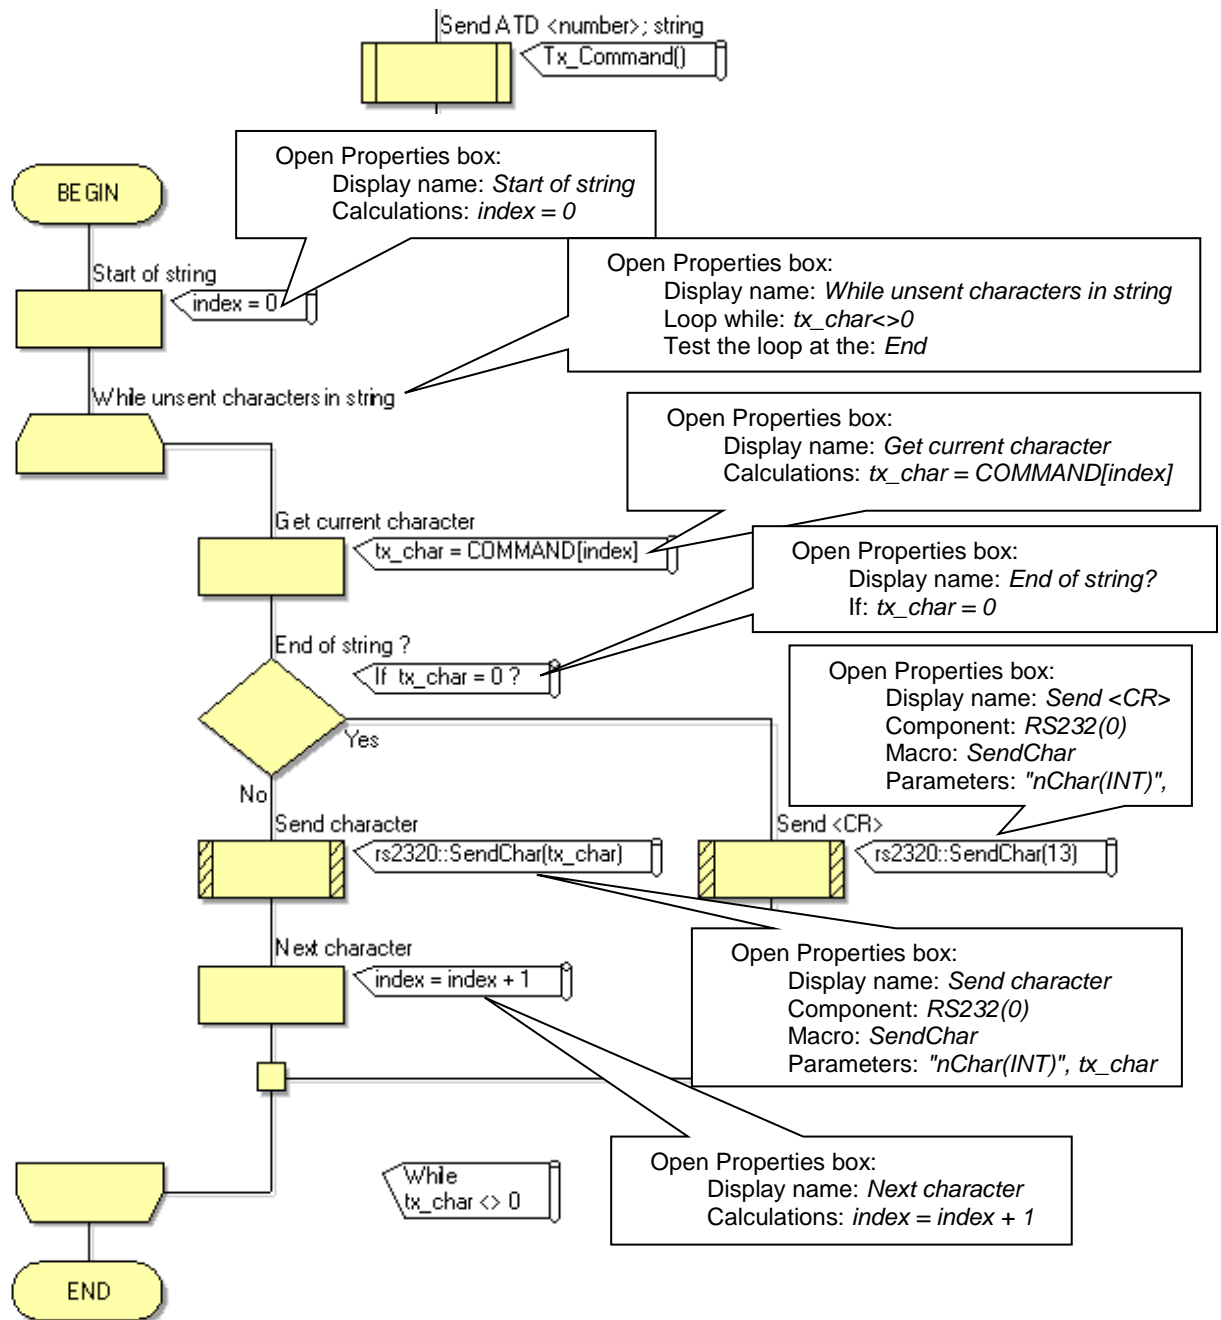 Send ATD <number>; string
Tx_Command()
Open Properties box:
Display name: Start of string
Calculations: index = 0
BEGIN
Start of string
index = 0
Open Properties box:
Display name: While unsent characters in string
Loop while: tx_char<>0
Test the loop at the: End
While unsent characters in string
Open Properties box:
Display name: Get current character
Calculations: tx_char = COMMAND[index]
Get current character
tx_char = COMMAND[index]
Open Properties box:
Display name: End of string?
If: tx_char = 0
End of string ?
If tx_char = 0 ?
Open Properties box:
Display name: Send <CR>
Component: RS232(0)
Macro: SendChar
Parameters: "nChar(INT)",
Yes
No
Send character
rs2320::SendChar(tx_char)
Send <CR>
rs2320::SendChar(13)
Open Properties box:
Display name: Send character
Component: RS232(0)
Macro: SendChar
Parameters: "nChar(INT)", tx_char
Next character
index = index + 1
Open Properties box:
Display name: Next character
Calculations: index = index + 1
While
tx_char <> 0
END